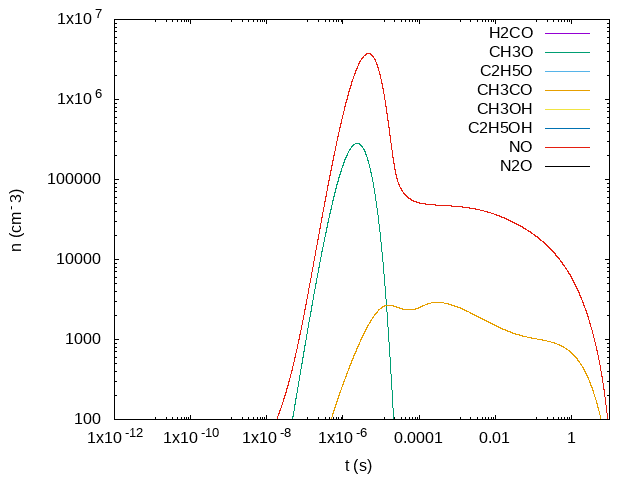 1x10^7
1x10^6
100000
10000
1000
100
1x10^-12
1x10^-10
1x10^-8
1x10^-6
0.0001
0.01
1
n (cm^-3)
t (s)
H2CO
CH3O
C2H5O
CH3CO
CH3OH
C2H5OH
NO
N2O